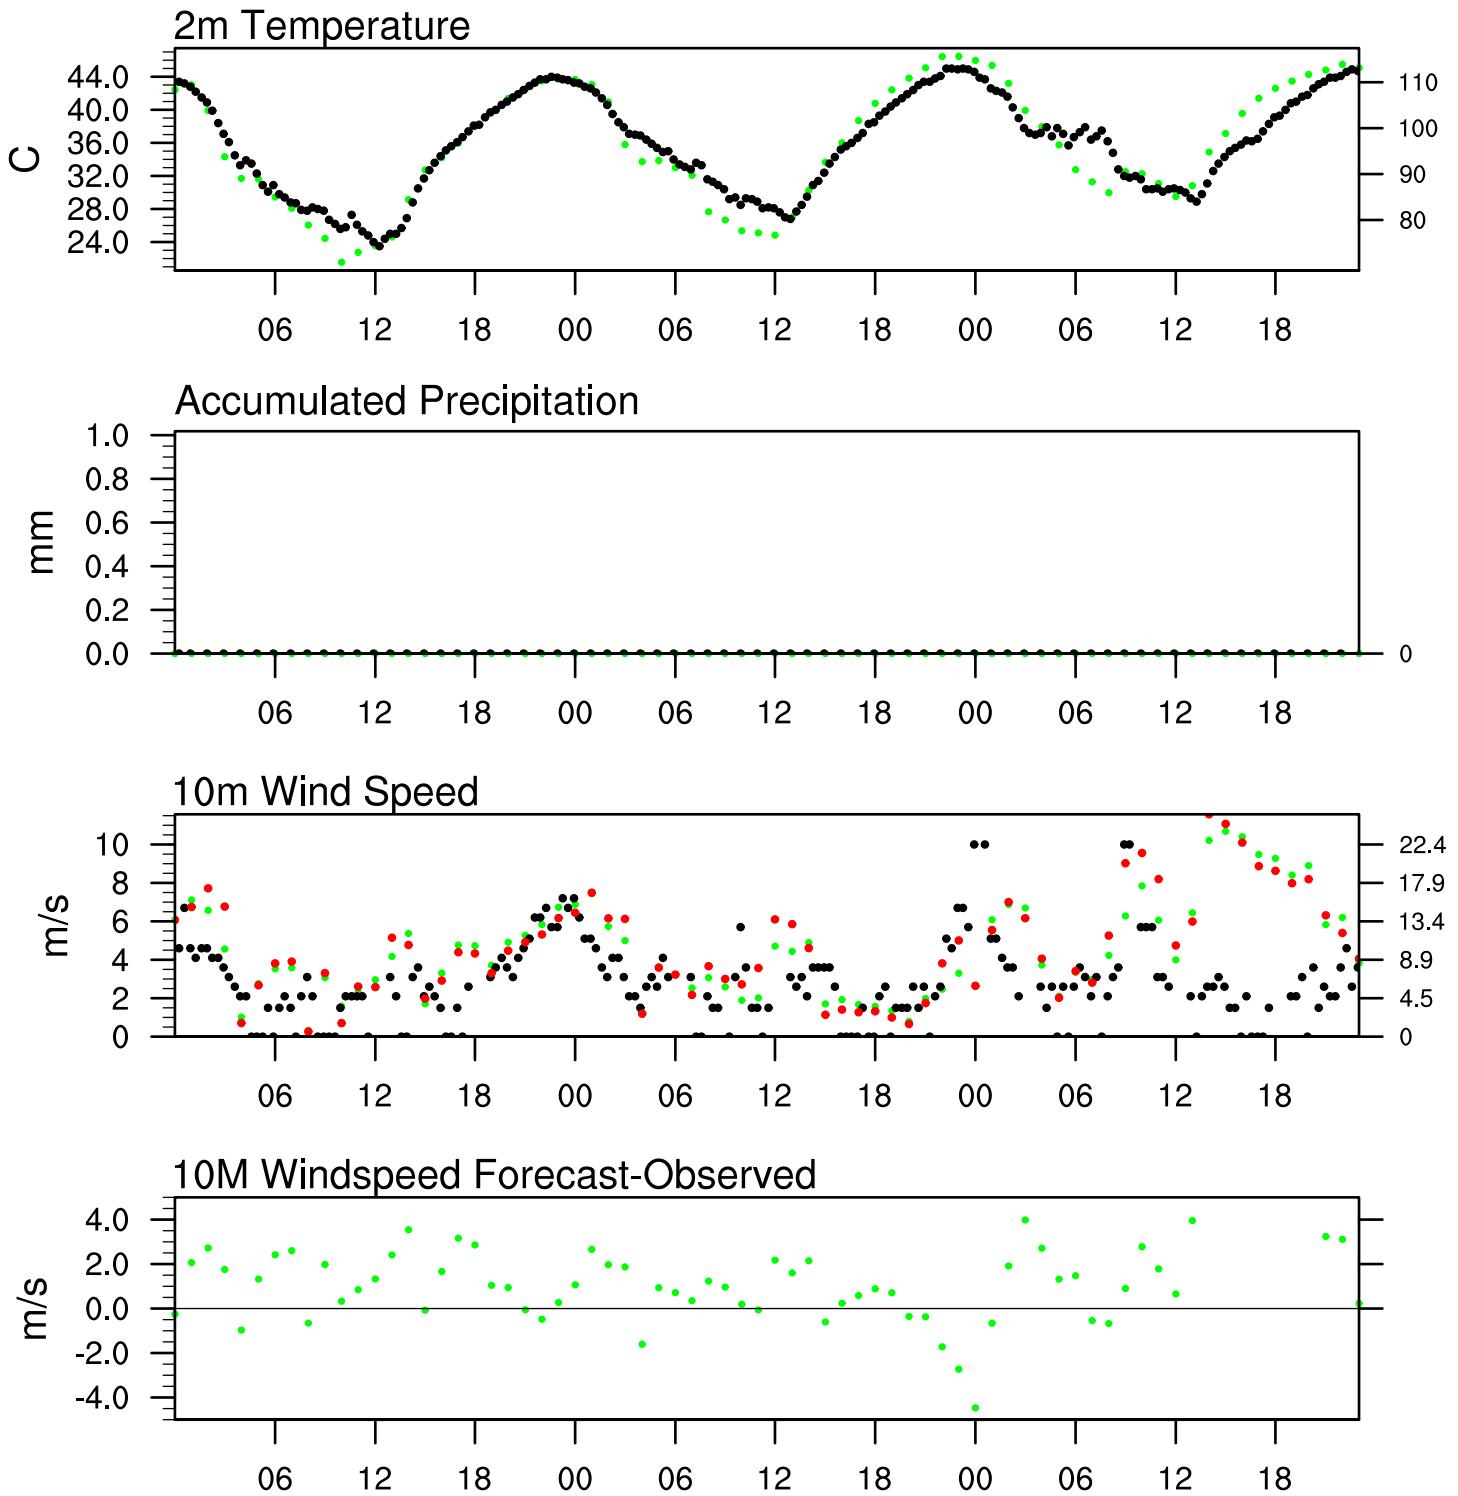 2m Temperature
44.0
40.0
36.0
32.0
28.0
24.0
C
110
100
90
80
06 12 18 00 06 12 18 00 06 12 18
Accumulated Precipitation
1.0
0.8
0.6
0.4
0.2
0.0
mm
0
06 12 18 00 06 12 18 00 06 12 18
10m Wind Speed
10
8
6
4
2
0
m/s
22.4
17.9
13.4
8.9
4.5
0
06 12 18 00 06 12 18 00 06 12 18
10M Windspeed Forecast-Observed
4.0
2.0
0.0
-2.0
-4.0
m/s
06 12 18 00 06 12 18 00 06 12 18